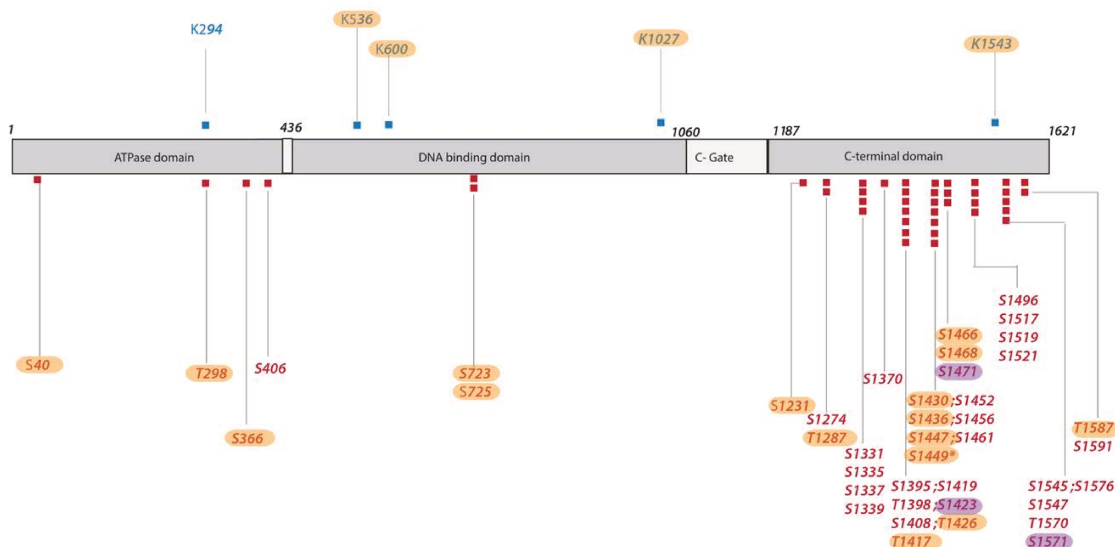 K294
K536
K600
K1027
K1543
1
436
1060
1187
1621
ATPase domain
DNA binding domain
C- Gate
C-terminal domain
S40
T298
S366
S406
S723
S725
S1231
S1274
T1287
S1331
S1335
S1337
S1339
S1370
S1395;S1419
T1398;S1423
S1408;T1426
T1417
S1430;S1452
S1436;S1456
S1447;S1461
S1449*
S1466
S1468
S1471
S1496
S1517
S1519
S1521
S1545;S1576
S1547
T1570
S1571
T1587
S1591